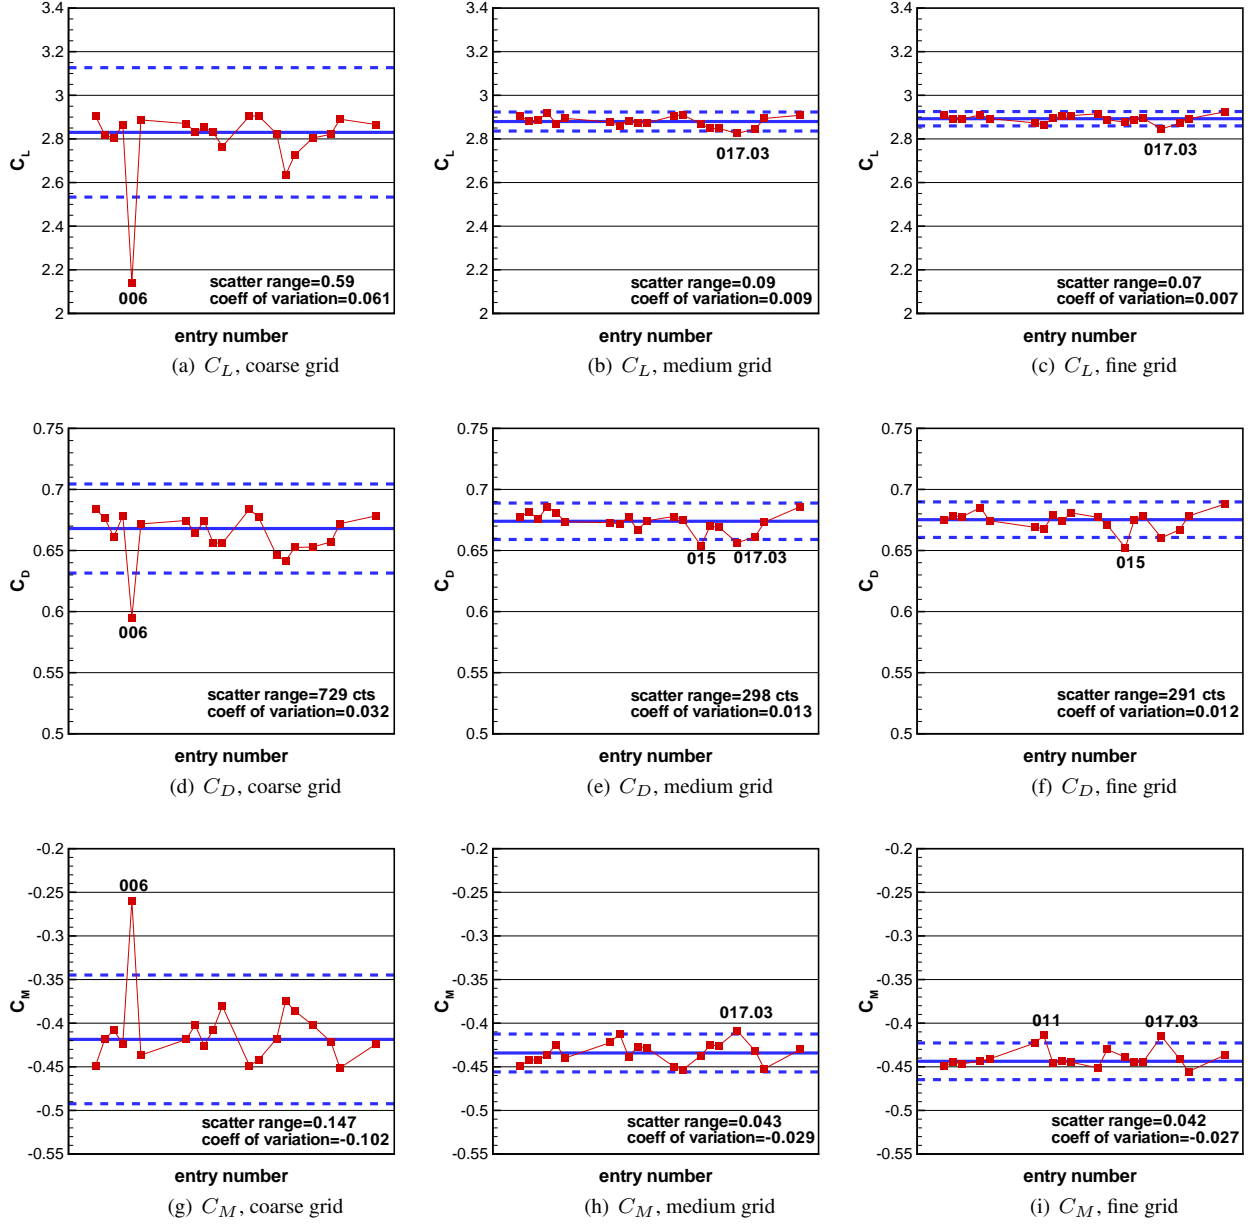 3.4
3.2
3
2.8
2.6
2.4
2.2
2
C_L
006
scatter range=0.59
coeff of variation=0.061
entry number
(a) C_L, coarse grid
3.4
3.2
3
2.8
2.6
2.4
2.2
2
C_L
017.03
scatter range=0.09
coeff of variation=0.009
entry number
(b) C_L, medium grid
3.4
3.2
3
2.8
2.6
2.4
2.2
2
C_L
017.03
scatter range=0.07
coeff of variation=0.007
entry number
(c) C_L, fine grid
0.75
0.7
0.65
0.6
0.55
0.5
C_D
006
scatter range=729 cts
coeff of variation=0.032
entry number
(d) C_D, coarse grid
0.75
0.7
0.65
0.6
0.55
0.5
C_D
015
017.03
scatter range=298 cts
coeff of variation=0.013
entry number
(e) C_D, medium grid
0.75
0.7
0.65
0.6
0.55
0.5
C_D
015
scatter range=291 cts
coeff of variation=0.012
entry number
(f) C_D, fine grid
-0.2
-0.25
-0.3
-0.35
-0.4
-0.45
-0.5
-0.55
C_M
006
scatter range=0.147
coeff of variation=-0.102
entry number
(g) C_M, coarse grid
-0.2
-0.25
-0.3
-0.35
-0.4
-0.45
-0.5
-0.55
C_M
017.03
scatter range=0.043
coeff of variation=-0.029
entry number
(h) C_M, medium grid
-0.2
-0.25
-0.3
-0.35
-0.4
-0.45
-0.5
-0.55
C_M
011
017.03
scatter range=0.042
coeff of variation=-0.027
entry number
(i) C_M, fine grid